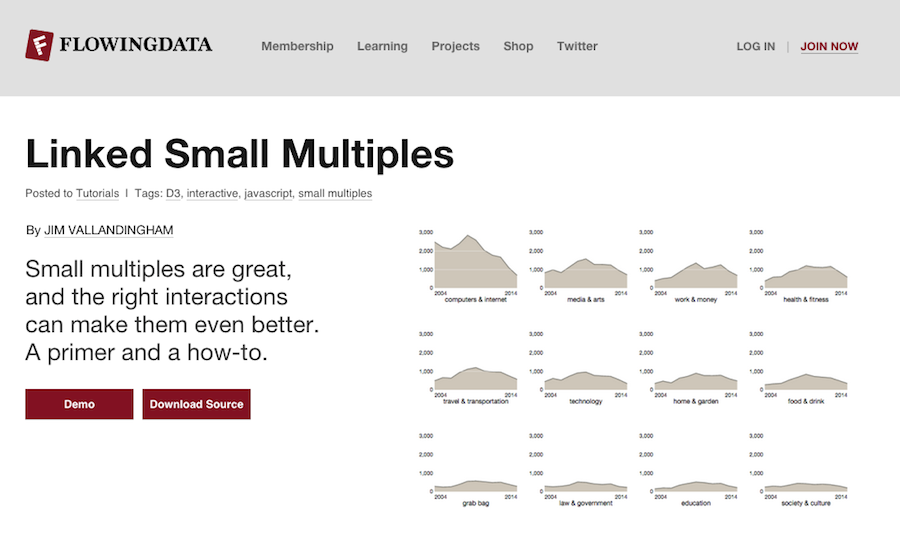 FLOWINGDATA
Membership Learning Projects Shop Twitter
LOG IN | JOIN NOW
Linked Small Multiples
Posted to Tutorials | Tags: D3, interactive, javascript, small multiples
By JIM VALLANDINGHAM
Small multiples are great,
and the right interactions
can make them even better.
A primer and a how-to.
Demo Download Source
3,000 3,000 3,000 3,000
2,000 2,000 2,000 2,000
1,000 1,000 1,000 1,000
0 0 0 0
2004 2014 2004 2014 2004 2014 2004 2014
computers & internet media & arts work & money health & fitness
3,000 3,000 3,000 3,000
2,000 2,000 2,000 2,000
1,000 1,000 1,000 1,000
0 0 0 0
2004 2014 2004 2014 2004 2014 2004 2014
travel & transportation technology home & garden food & drink
3,000 3,000 3,000 3,000
2,000 2,000 2,000 2,000
1,000 1,000 1,000 1,000
0 0 0 0
2004 2014 2004 2014 2004 2014 2004 2014
grab bag law & government education society & culture